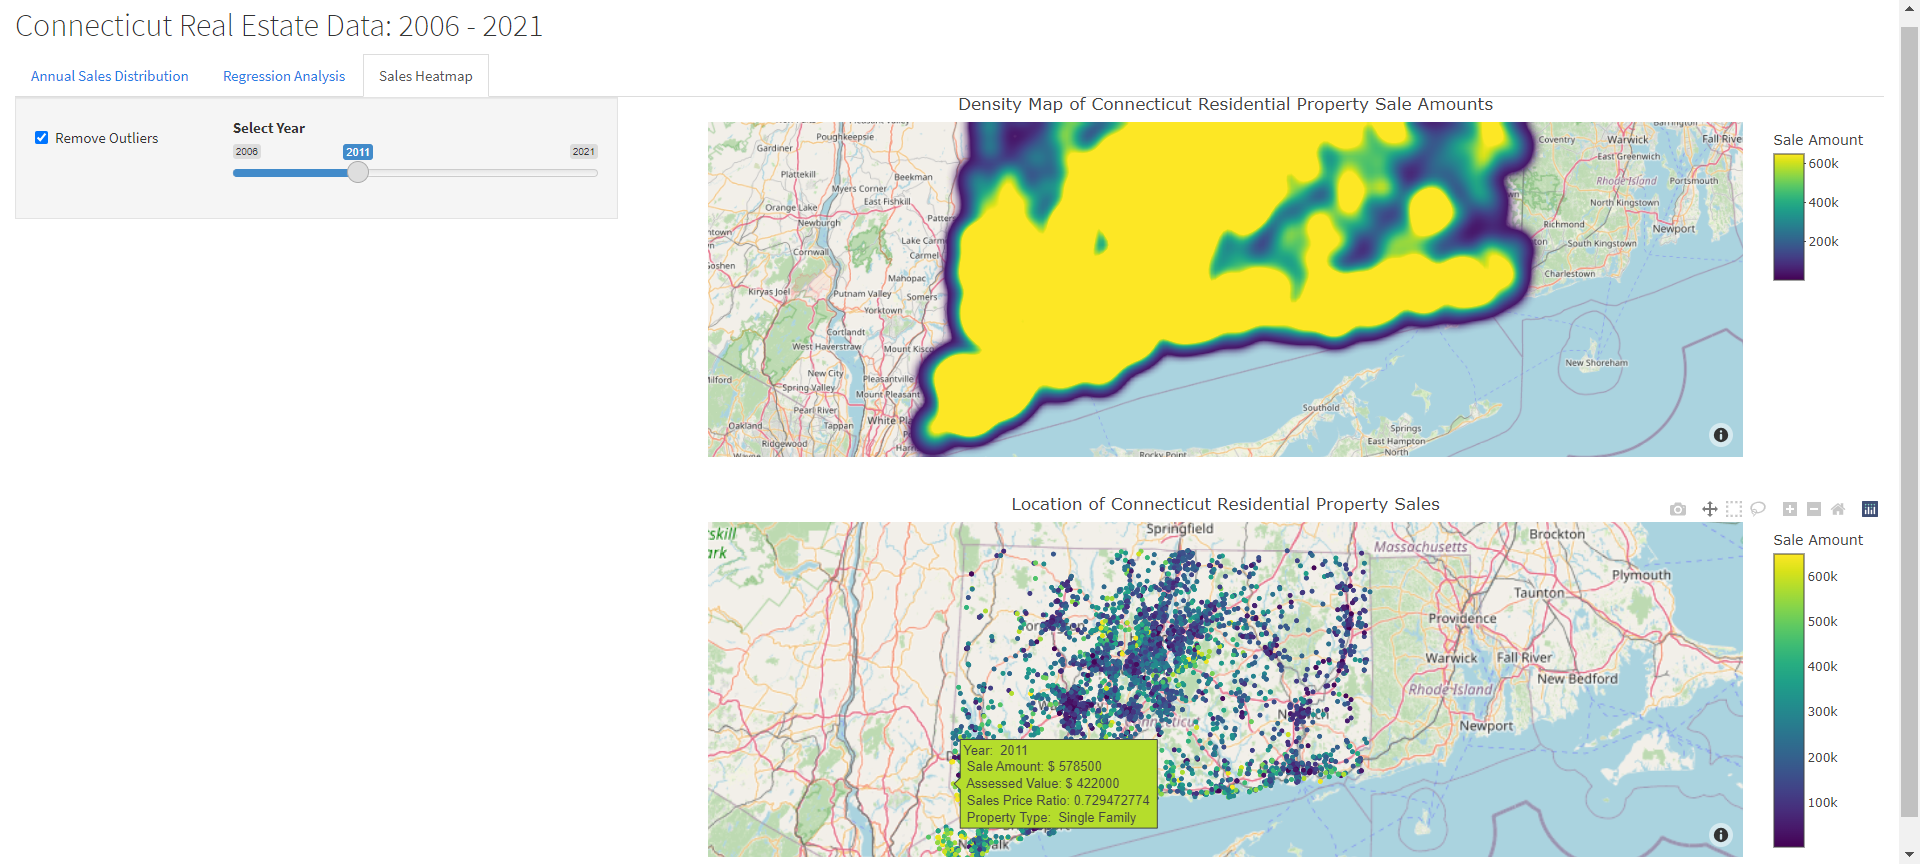 Connecticut Real Estate Data: 2006 - 2021
Annual Sales Distribution
Regression Analysis
Sales Heatmap
Remove Outliers
Select Year
2006
2011
2021
Density Map of Connecticut Residential Property Sale Amounts
Poughkeepsie
Gardiner
Plattekill
Beekman
Myers Corner
East Fishkill
Orange Lake
Newburgh
Lake Carm
Cornwall
Carmel
Mahopac
Kiryas Joel
Putnam Valley
Somers
Yorktown
Cortlandt
West Haverstraw
Mount Kisco
New City
Pleasantville
Spring Valley
Mount Pleasant
Pearl River
White Pla
Oakland
Tappan
Ridgewood
Coventry
Warwick
Fall Rive
East Greenwich
Rhode Island
Portsmouth
North Kingstown
Richmond
Newport
South Kingstown
Charlestown
New Shoreham
Southold
Springs
East Hampton
North
Rocky Point
Sale Amount
600k
400k
200k
Location of Connecticut Residential Property Sales
Springfield
Brockton
Massachusetts
Plymouth
Taunton
Providence
Warwick
Fall River
New Bedford
Rhode Island
Newport
Year: 2011
Sale Amount: $ 578500
Assessed Value: $ 422000
Sales Price Ratio: 0.729472774
Property Type: Single Family
Sale Amount
600k
500k
400k
300k
200k
100k